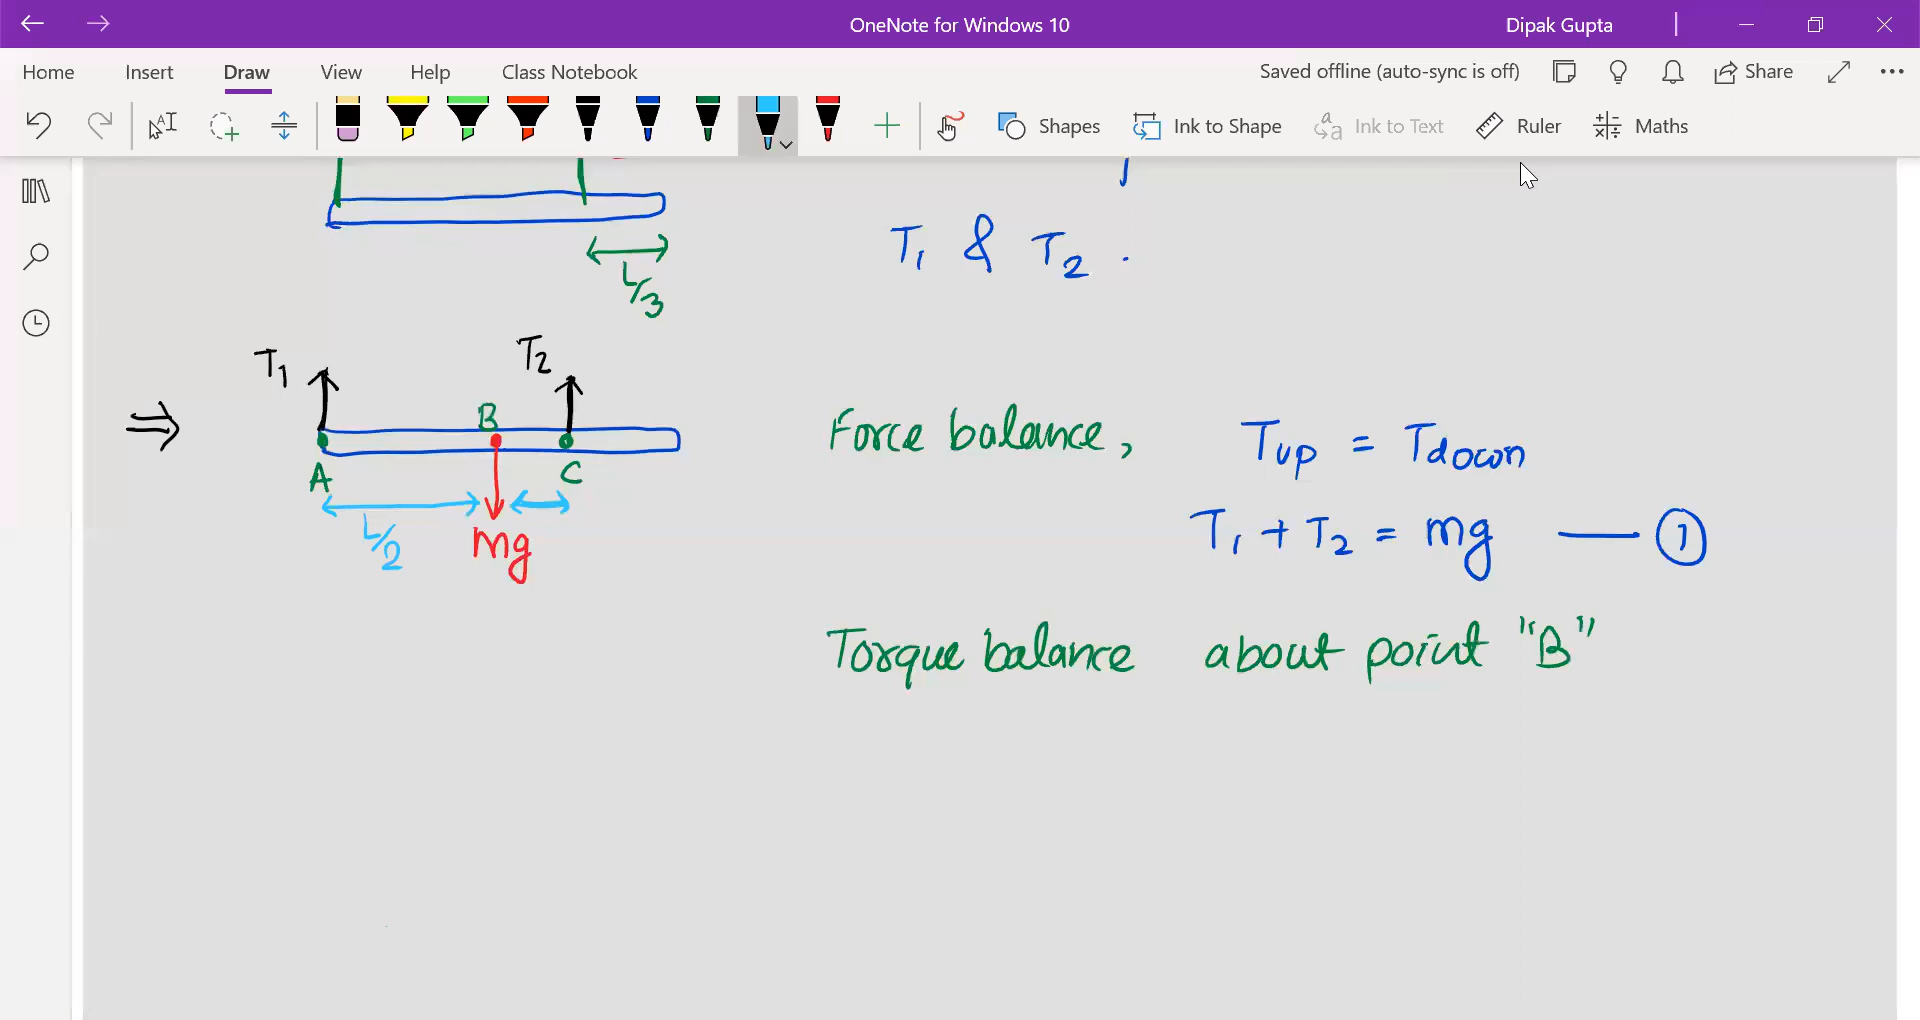 OneNote for Windows 10
Dipak Gupta
Home Insert Draw View Help Class Notebook
Saved offline (auto-sync is off) Share
Shapes Ink to Shape Ink to Text Ruler Maths
T1 & T2 .
L/3
T1 T2
B
A C
L/2
mg
Force balance, Tup = Tdown
T1 + T2 = mg — 1
Torque balance about point "B"